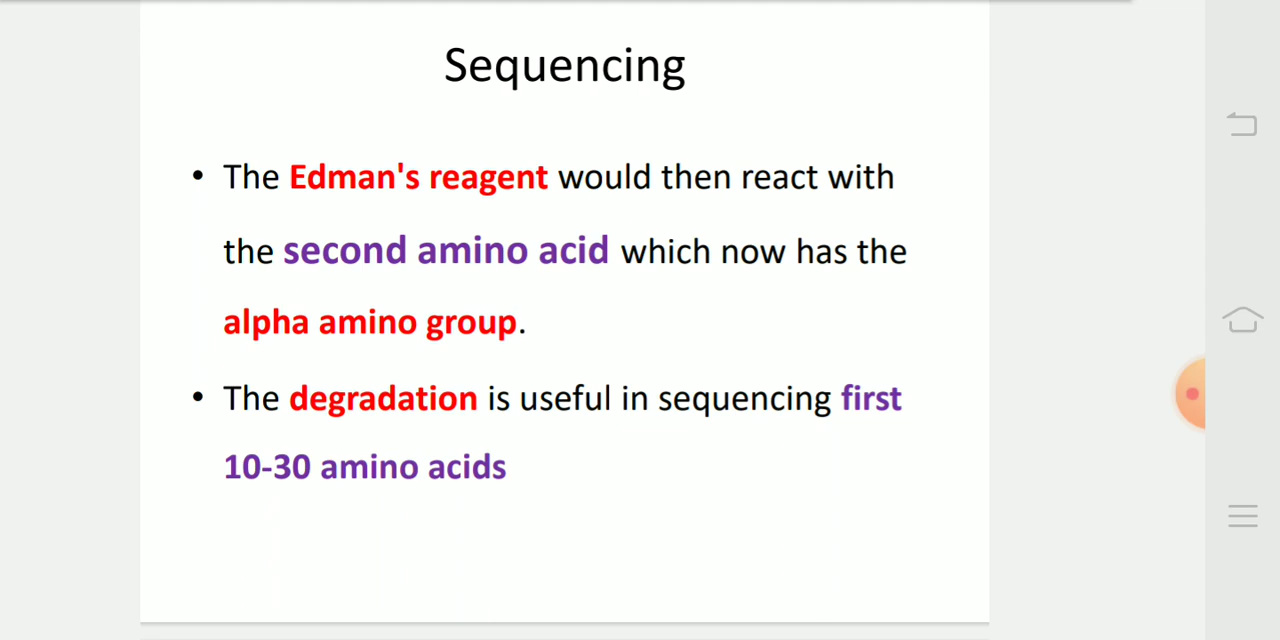 Sequencing
• The Edman's reagent would then react with
the second amino acid which now has the
alpha amino group.
• The degradation is useful in sequencing first
10-30 amino acids